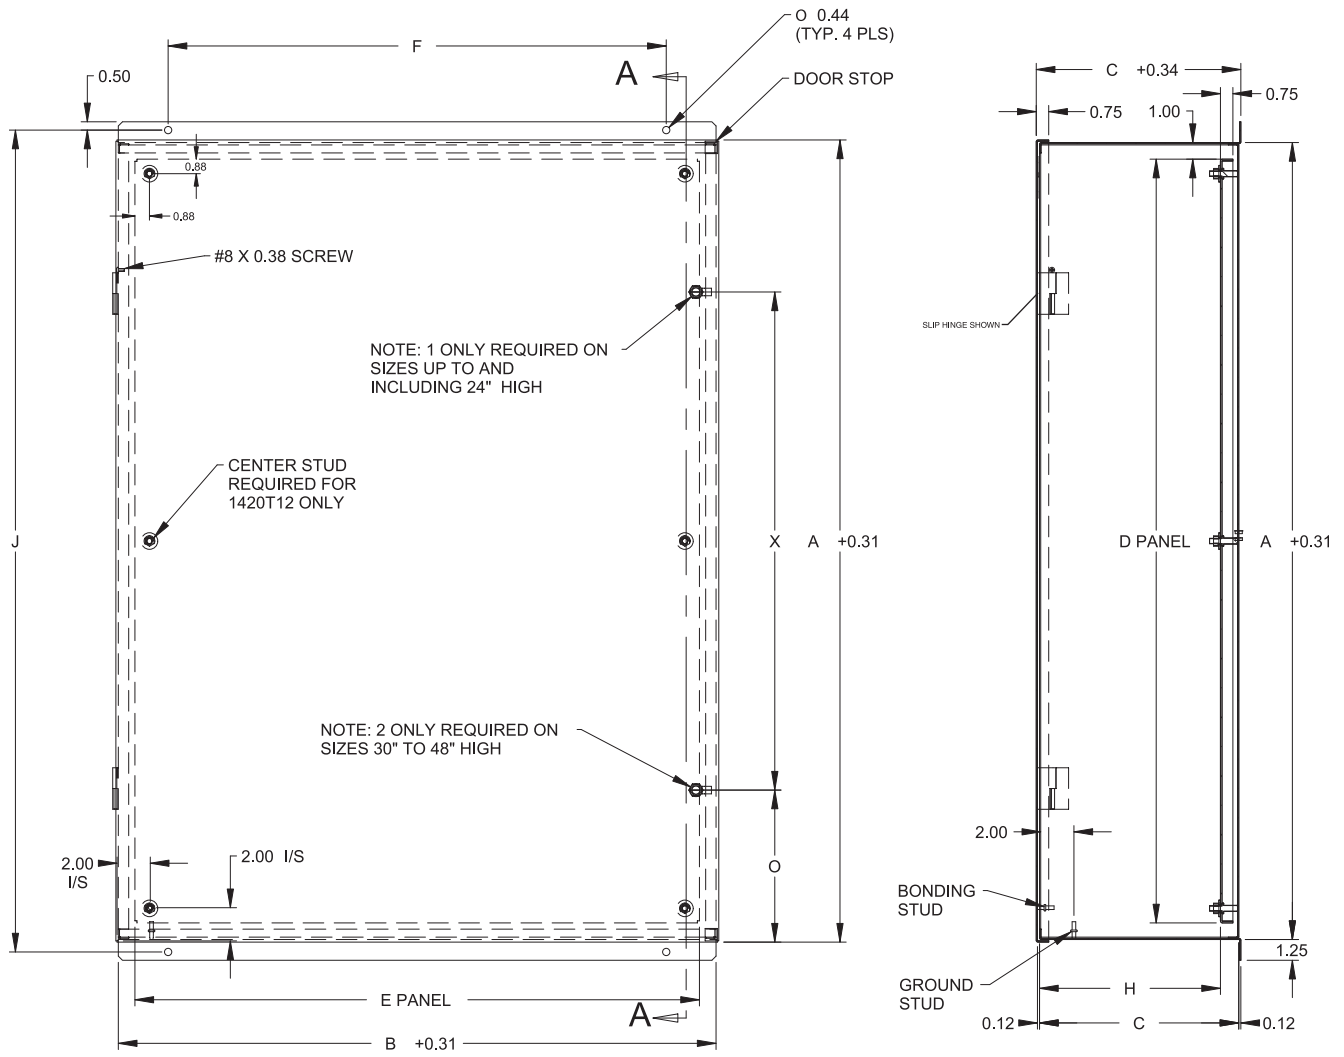 O 0.44
(TYP. 4 PLS)
F
A
0.50
DOOR STOP
0.88
0.88
#8 X 0.38 SCREW
NOTE: 1 ONLY REQUIRED ON
SIZES UP TO AND
INCLUDING 24" HIGH
CENTER STUD
REQUIRED FOR
1420T12 ONLY
J
X
A +0.31
NOTE: 2 ONLY REQUIRED ON
SIZES 30" TO 48" HIGH
2.00
I/S
2.00 I/S
O
E PANEL
A
B +0.31
C +0.34
0.75
1.00
0.75
SLIP HINGE SHOWN
D PANEL
A +0.31
2.00
BONDING
STUD
GROUND
STUD
1.25
H
0.12
C
0.12